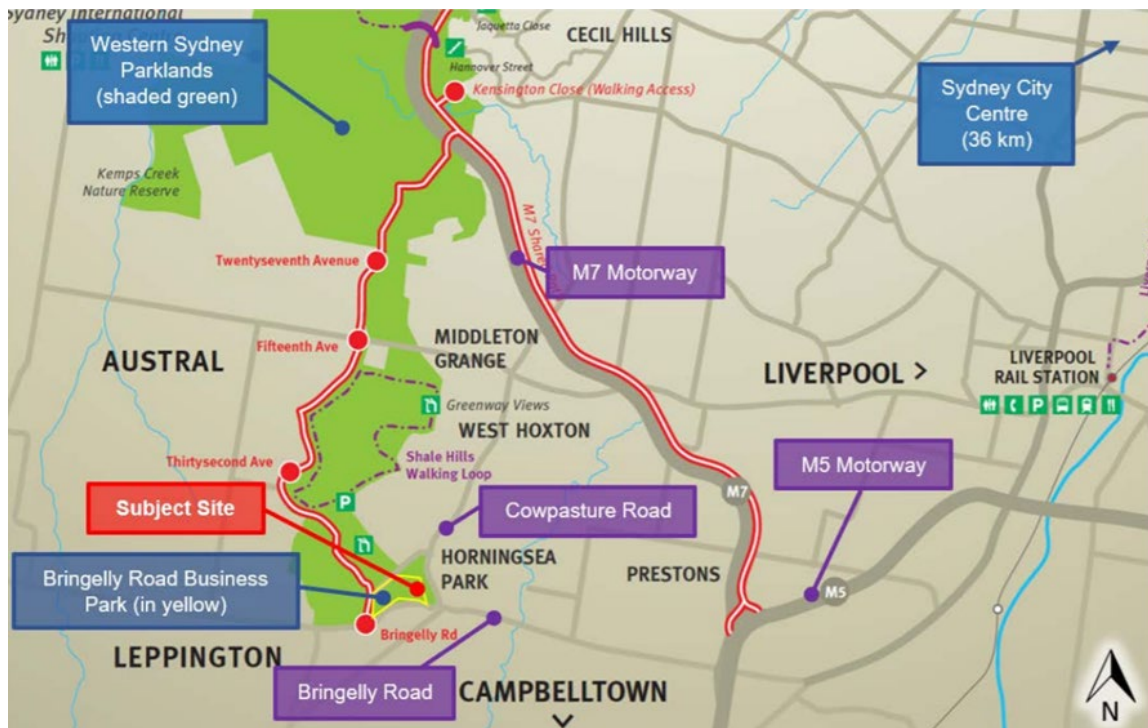 Sydney International
Western Sydney
Parklands
(shaded green)
Jaquetta Close
CECIL HILLS
Hannover Street
Kensington Close (Walking Access)
Sydney City
Centre
(36 km)
Kemps Creek
Nature Reserve
M7 Shared
Twentyseventh Avenue
M7 Motorway
Fifteenth Ave
MIDDLETON
GRANGE
AUSTRAL
LIVERPOOL >
LIVERPOOL
RAIL STATION
P
Greenway Views
WEST HOXTON
Thirtysecond Ave
Shale Hills
Walking Loop
M5 Motorway
M7
Subject Site
P
Cowpasture Road
HORNINGSEA
PARK
PRESTONS
M5
Bringelly Road Business
Park (in yellow)
Bringelly Rd
LEPPINGTON
Bringelly Road
CAMPBELLTOWN
N